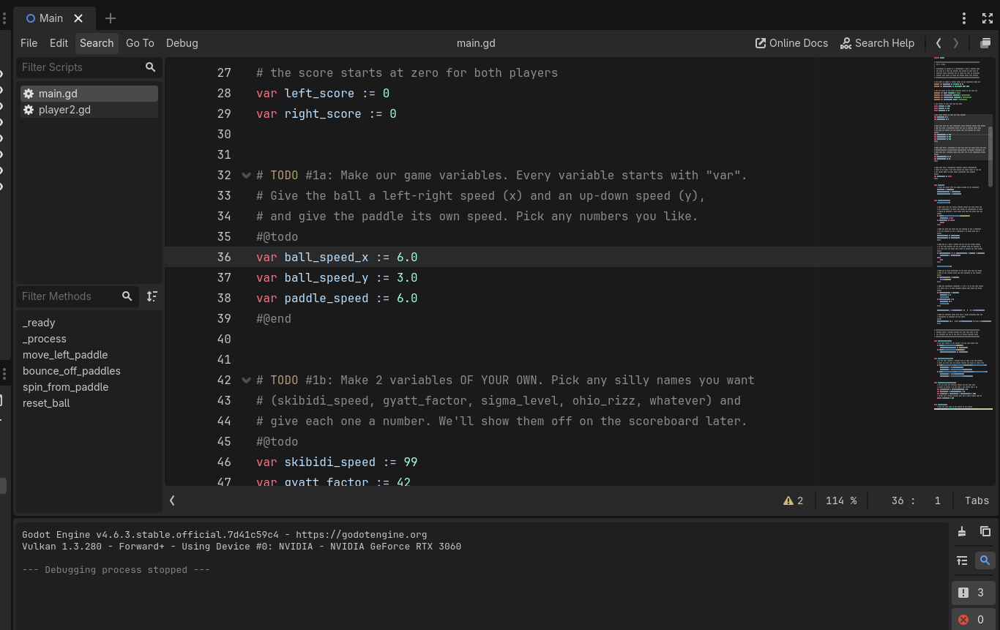 Main
File Edit Search Go To Debug
main.gd
Online Docs
Search Help
Filter Scripts
main.gd
player2.gd
Filter Methods
_ready
_process
move_left_paddle
bounce_off_paddles
spin_from_paddle
reset_ball
27 # the score starts at zero for both players
28 var left_score := 0
29 var right_score := 0
30
31
32 # TODO #1a: Make our game variables. Every variable starts with "var".
33 # Give the ball a left-right speed (x) and an up-down speed (y),
34 # and give the paddle its own speed. Pick any numbers you like.
35 #@todo
36 var ball_speed_x := 6.0
37 var ball_speed_y := 3.0
38 var paddle_speed := 6.0
39 #@end
40
41
42 # TODO #1b: Make 2 variables OF YOUR OWN. Pick any silly names you want
43 # (skibidi_speed, gyatt_factor, sigma_level, ohio_rizz, whatever) and
44 # give each one a number. We'll show them off on the scoreboard later.
45 #@todo
46 var skibidi_speed := 99
47 var gyatt_factor := 42
2 114 % 36 : 1 Tabs
Godot Engine v4.6.3.stable.official.7d41c59c4 - https://godotengine.org
Vulkan 1.3.280 - Forward+ - Using Device #0: NVIDIA - NVIDIA GeForce RTX 3060
--- Debugging process stopped ---
3
0